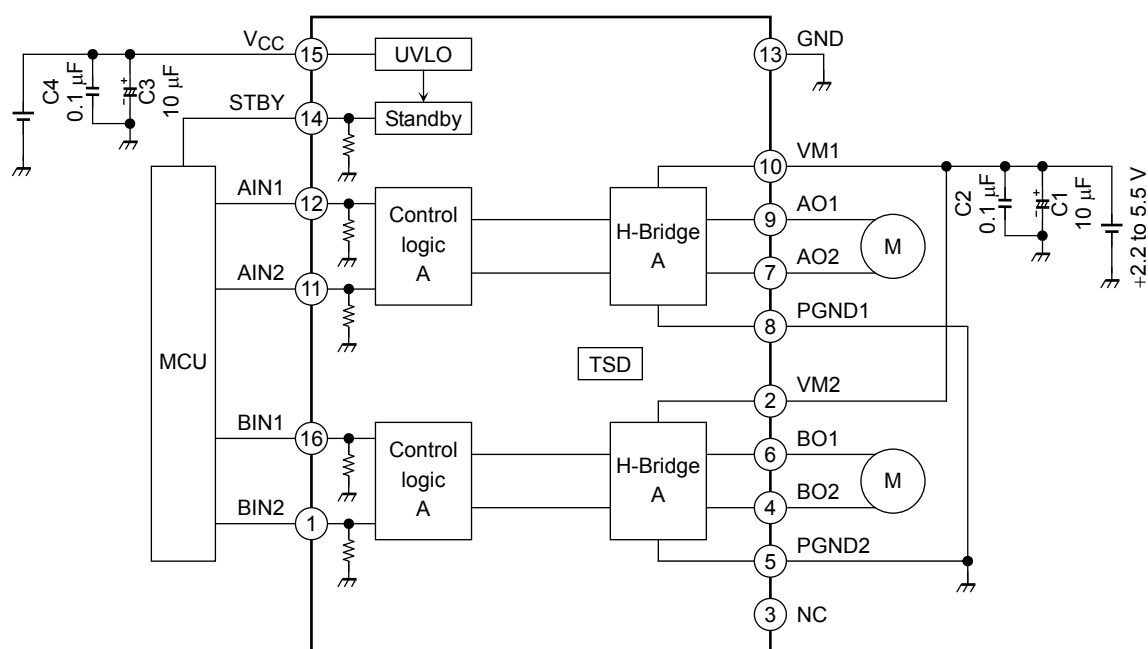 VCC
15
UVLO
C4
0.1 μF
C3
10 μF
STBY
14
Standby
GND
13
MCU
AIN1
12
AIN2
11
Control
logic
A
H-Bridge
A
10
VM1
9
AO1
7
AO2
8
PGND1
M
C2
0.1 μF
C1
10 μF
+2.2 to 5.5 V
TSD
BIN1
16
BIN2
1
Control
logic
A
H-Bridge
A
2
VM2
6
BO1
4
BO2
5
PGND2
M
3
NC